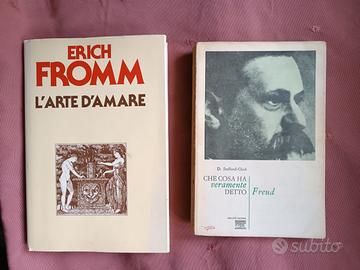 ERICH
FROMM
L'ARTE D'AMARE
D. Stafford-Clark
CHE COSA HA
veramente
DETTO
Freud
subito